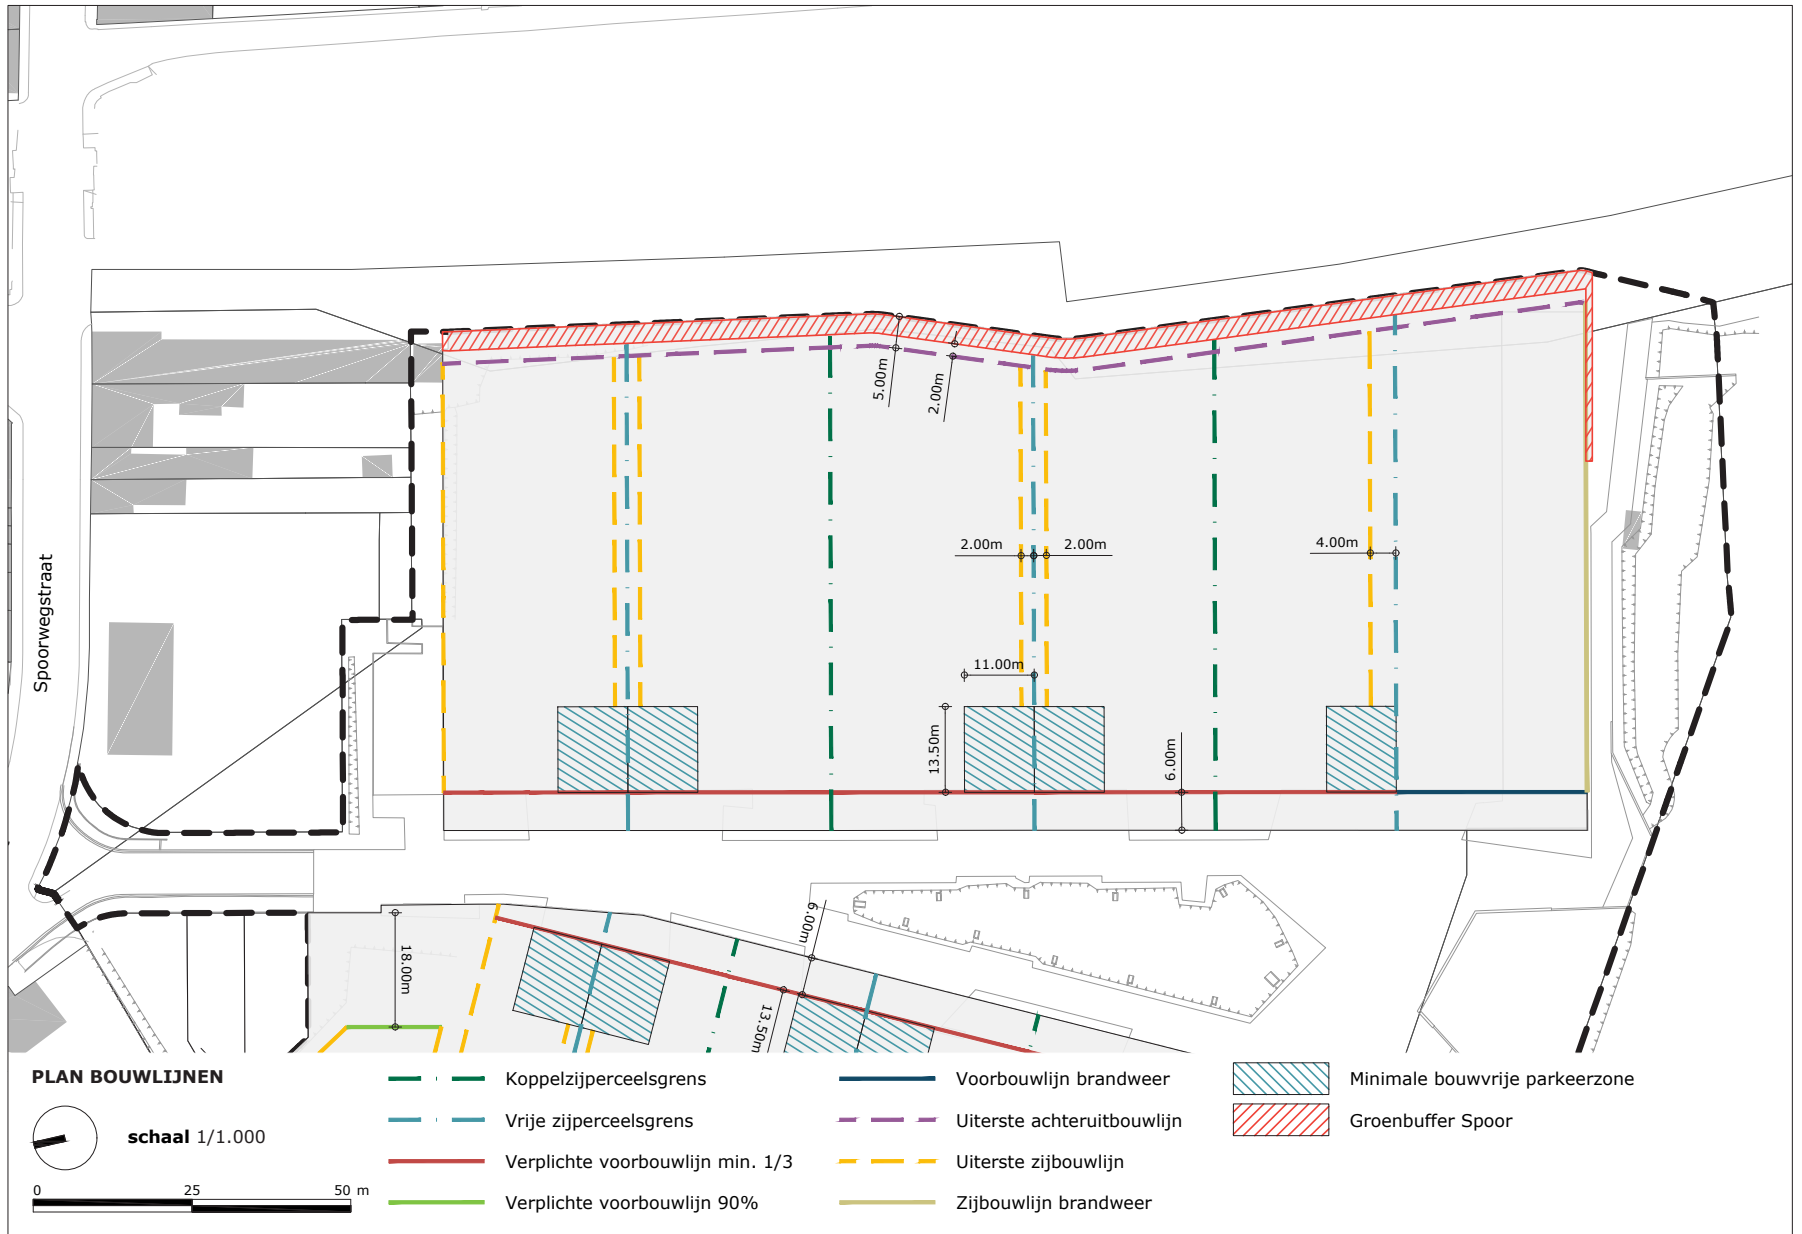 5.00m
2.00m
2.00m
2.00m
4.00m
Spoorwegstraat
11.00m
13.50m
6.00m
6.00m
18.00m
13.50m
PLAN BOUWLIJNEN
schaal 1/1.000
0 25 50 m
Koppelzijperceelsgrens
Vrije zijperceelsgrens
Verplichte voorbouwlijn min. 1/3
Verplichte voorbouwlijn 90%
Voorbouwlijn brandweer
Uiterste achteruitbouwlijn
Uiterste zijbouwlijn
Zijbouwlijn brandweer
Minimale bouwvrije parkeerzone
Groenbuffer Spoor